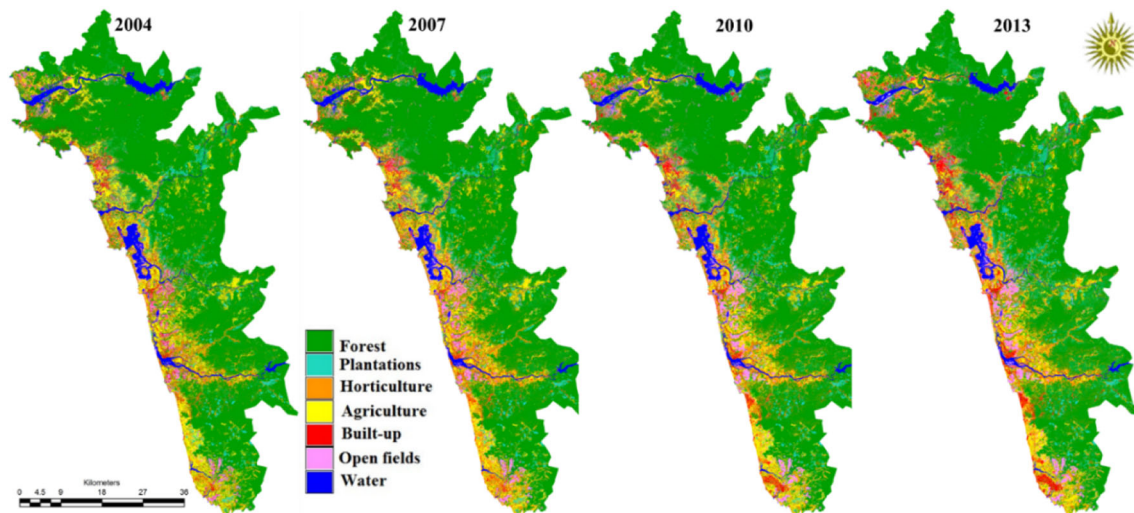 2004
2007
2010
2013
Forest
Plantations
Horticulture
Agriculture
Built-up
Open fields
Water
Kilometers
0 4.5 9 18 27 36